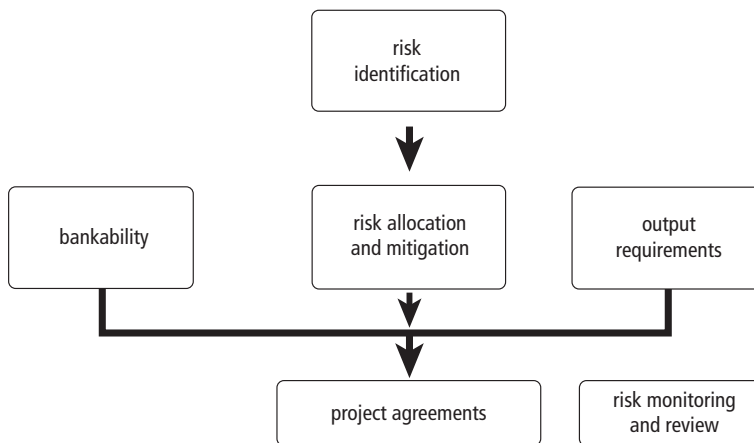 risk
identification
bankability
risk allocation
and mitigation
output
requirements
project agreements
risk monitoring
and review